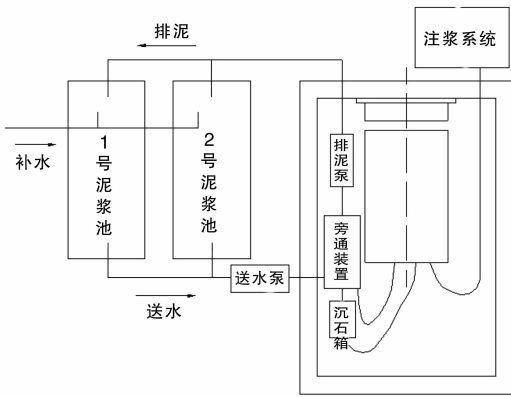 排泥
注浆系统
补水
1号泥浆池
2号泥浆池
排泥泵
旁通装置
送水泵
送水
沉石箱